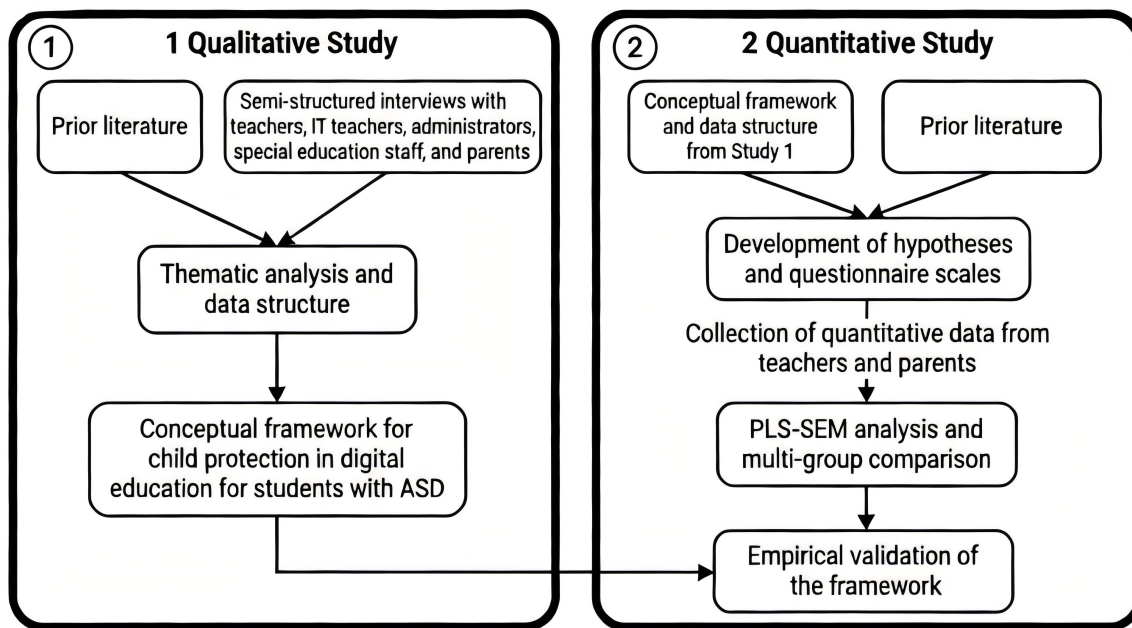 1
1 Qualitative Study
Prior literature
Semi-structured interviews with
teachers, IT teachers, administrators,
special education staff, and parents
Thematic analysis and
data structure
Conceptual framework for
child protection in digital
education for students with ASD
2
2 Quantitative Study
Conceptual framework
and data structure
from Study 1
Prior literature
Development of hypotheses
and questionnaire scales
Collection of quantitative data from
teachers and parents
PLS-SEM analysis and
multi-group comparison
Empirical validation of
the framework